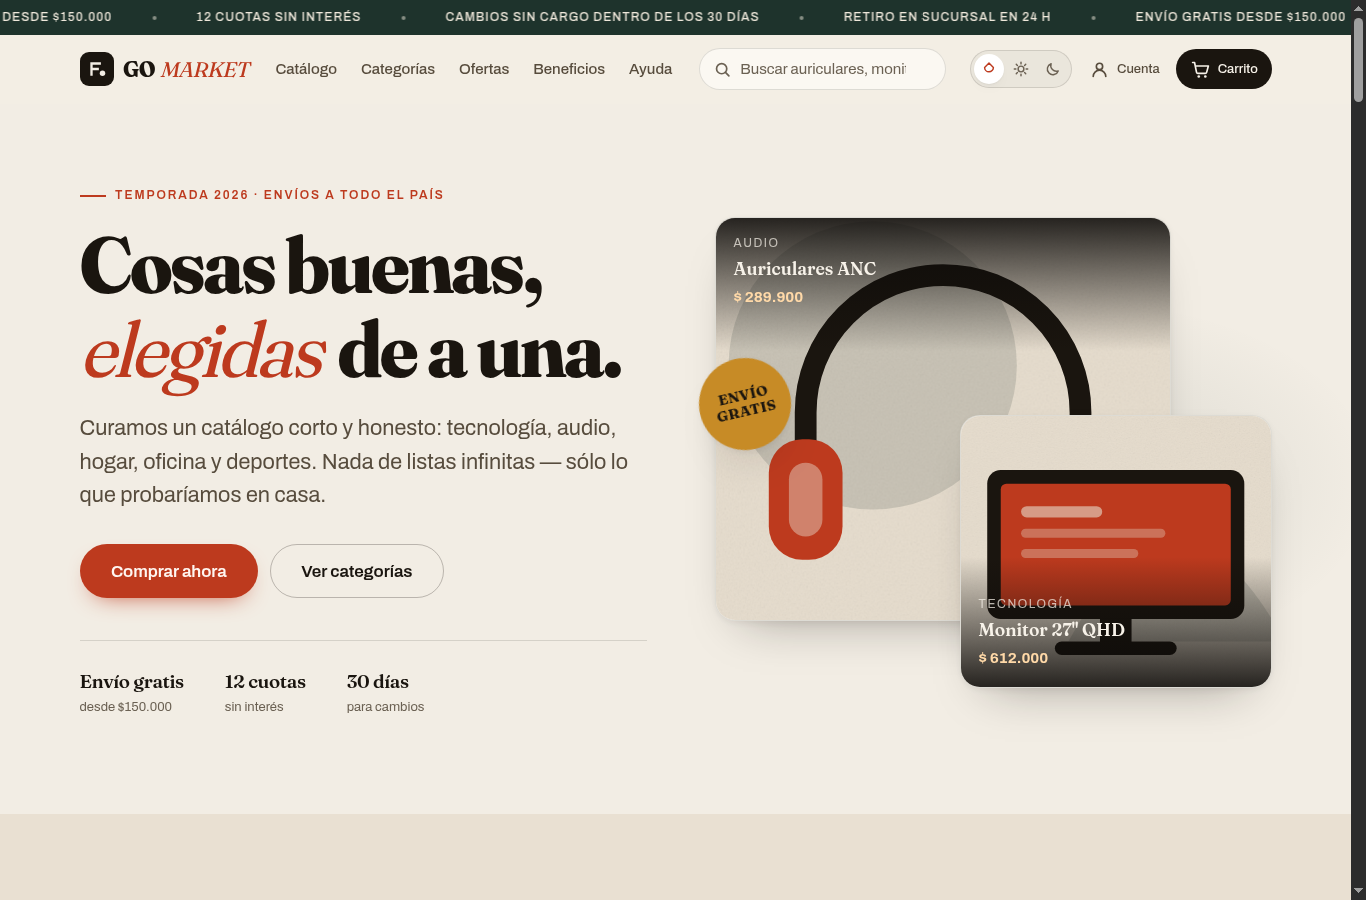 DESDE $150.000 • 12 CUOTAS SIN INTERÉS • CAMBIOS SIN CARGO DENTRO DE LOS 30 DÍAS • RETIRO EN SUCURSAL EN 24 H • ENVÍO GRATIS DESDE $150.000
F. GO MARKET Catálogo Categorías Ofertas Beneficios Ayuda Buscar auriculares, moni Cuenta Carrito
TEMPORADA 2026 · ENVÍOS A TODO EL PAÍS
Cosas buenas,
elegidas de a una.
Curamos un catálogo corto y honesto: tecnología, audio,
hogar, oficina y deportes. Nada de listas infinitas — sólo lo
que probaríamos en casa.
Comprar ahora Ver categorías
Envío gratis
desde $150.000
12 cuotas
sin interés
30 días
para cambios
AUDIO
Auriculares ANC
$ 289.900
ENVÍO
GRATIS
TECNOLOGÍA
Monitor 27" QHD
$ 612.000